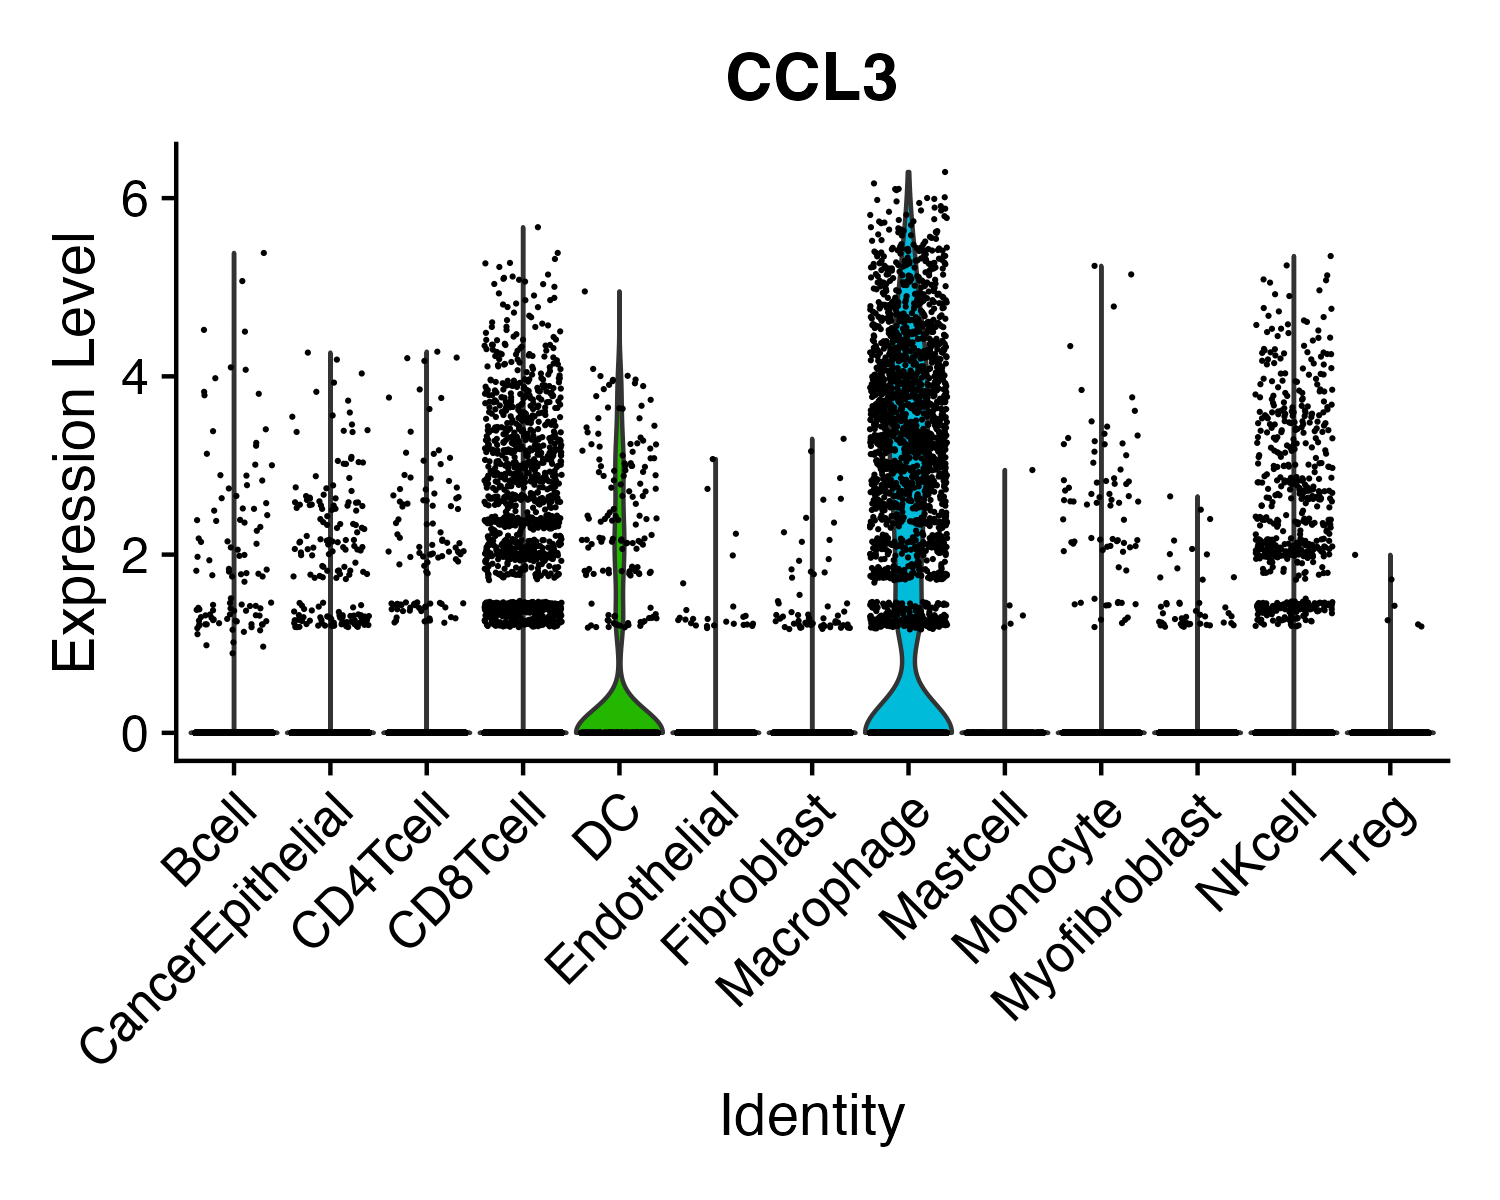 CCL3
Expression Level
6
4
2
0
Bcell
CancerEpithelial
CD4Tcell
CD8Tcell
DC
Endothelial
Fibroblast
Macrophage
Mastcell
Monocyte
Myofibroblast
NKcell
Treg
Identity